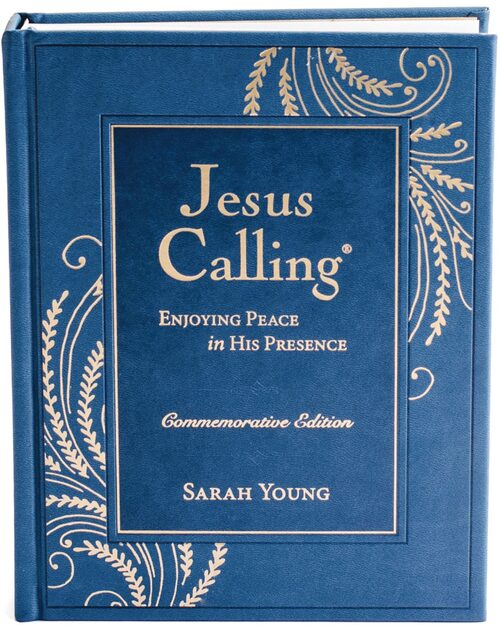 Jesus
Calling®
ENJOYING PEACE
in HIS PRESENCE
Commemorative Edition
SARAH YOUNG